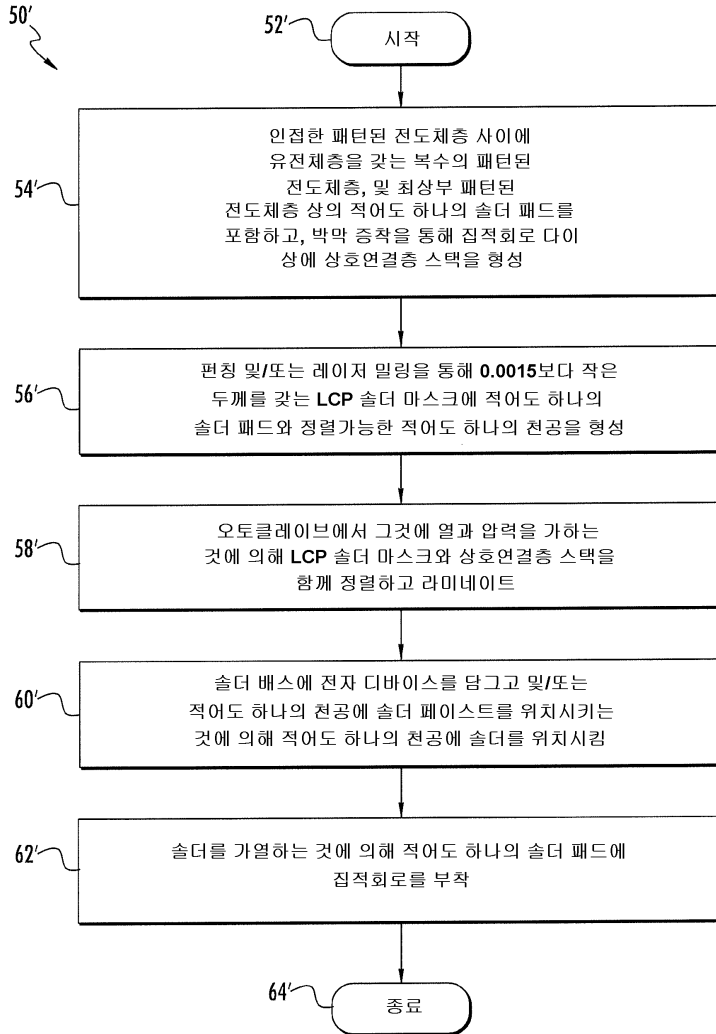 50'
52'
시작
54'
인접한 패턴된 전도체층 사이에
유전체층을 갖는 복수의 패턴된
전도체층, 및 최상부 패턴된
전도체층 상의 적어도 하나의 솔더 패드를
포함하고, 박막 증착을 통해 집적회로 다이
상에 상호연결층 스택을 형성
56'
펀칭 및/또는 레이저 밀링을 통해 0.0015보다 작은
두께를 갖는 LCP 솔더 마스크에 적어도 하나의
솔더 패드와 정렬가능한 적어도 하나의 천공을 형성
58'
오토클레이브에서 그것에 열과 압력을 가하는
것에 의해 LCP 솔더 마스크와 상호연결층 스택을
함께 정렬하고 라미네이트
60'
솔더 배스에 전자 디바이스를 담그고 및/또는
적어도 하나의 천공에 솔더 페이스트를 위치시키는
것에 의해 적어도 하나의 천공에 솔더를 위치시킴
62'
솔더를 가열하는 것에 의해 적어도 하나의 솔더 패드에
집적회로를 부착
64'
종료